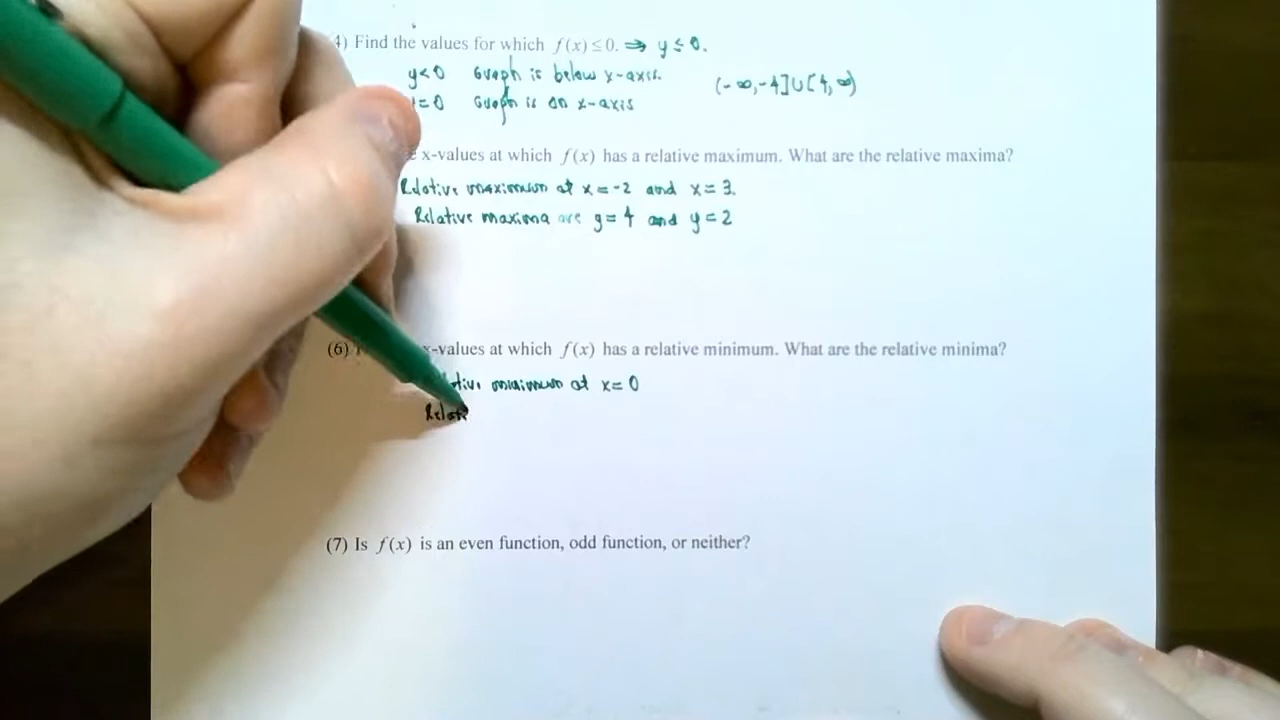 4) Find the values for which f(x) ≤ 0. ⇒ y ≤ 0.
y<0 Graph is below x-axis. (-∞,-4]∪[4,∞)
=0 Graph is on x-axis
x-values at which f(x) has a relative maximum. What are the relative maxima?
Relative maximum at x=-2 and x=3.
Relative maxima are y=4 and y=2
(6) x-values at which f(x) has a relative minimum. What are the relative minima?
minimum at x=0
Relat
(7) Is f(x) is an even function, odd function, or neither?